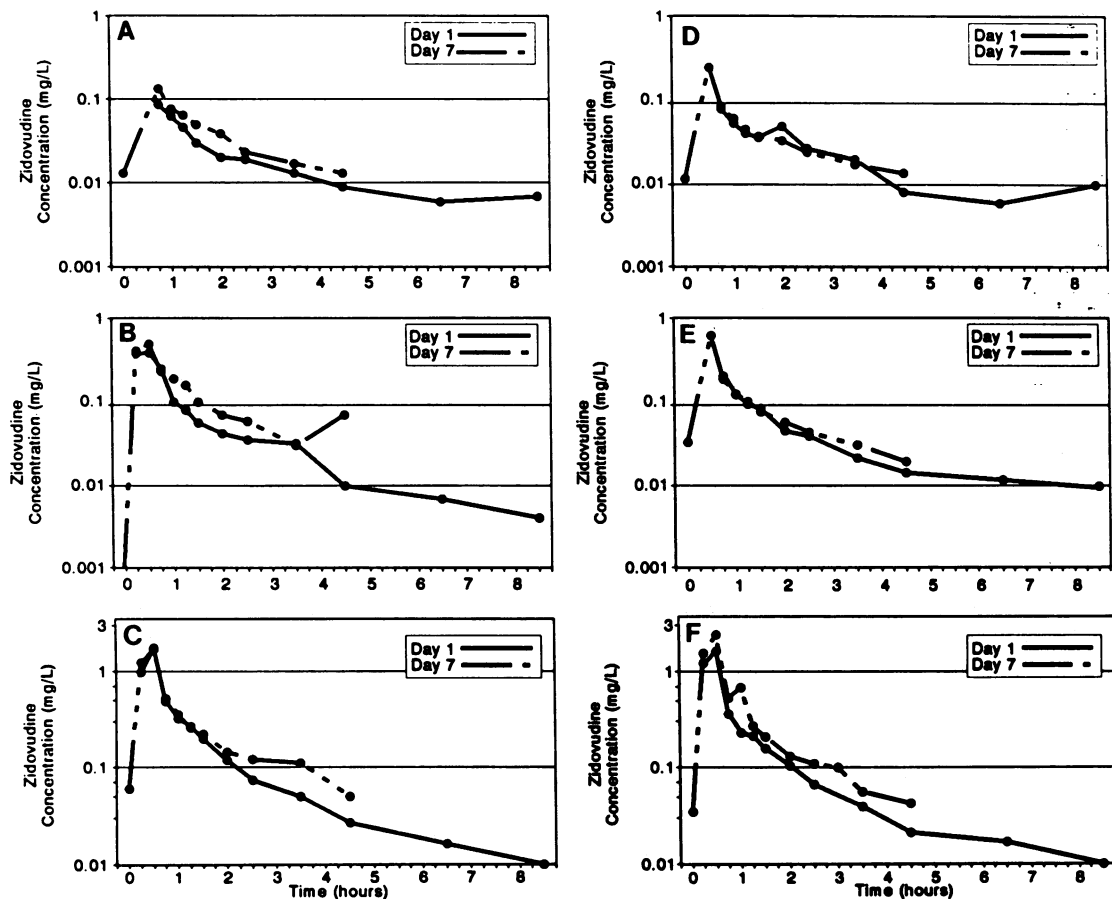 A
Day 1
Day 7
Zidovudine
Concentration (mg/L)
1
0.1
0.01
0.001
0 1 2 3 4 5 6 7 8
D
Day 1
Day 7
Zidovudine
Concentration (mg/L)
1
0.1
0.01
0.001
0 1 2 3 4 5 6 7 8
B
Day 1
Day 7
Zidovudine
Concentration (mg/L)
1
0.1
0.01
0.001
0 1 2 3 4 5 6 7 8
E
Day 1
Day 7
Zidovudine
Concentration (mg/L)
1
0.1
0.01
0.001
0 1 2 3 4 5 6 7 8
C
Day 1
Day 7
Zidovudine
Concentration (mg/L)
3
1
0.1
0.01
0 1 2 3 4 5 6 7 8
Time (hours)
F
Day 1
Day 7
Zidovudine
Concentration (mg/L)
3
1
0.1
0.01
0 1 2 3 4 5 6 7 8
Time (hours)